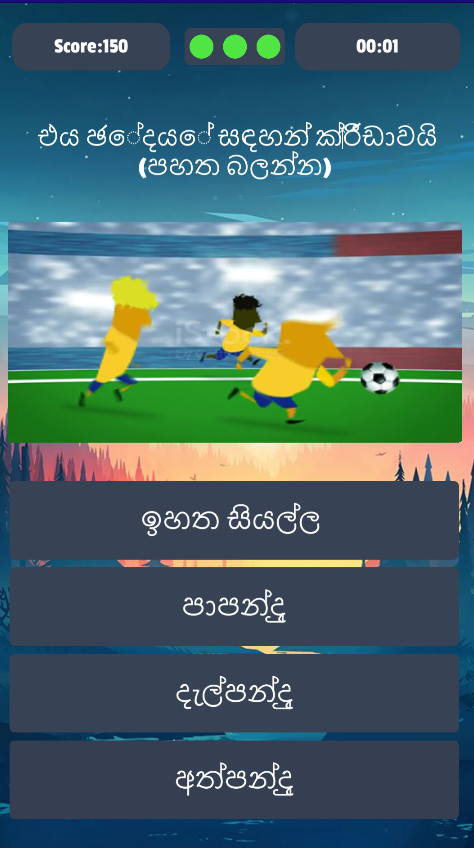 Score:150
00:01
එය ඡේදයේ සඳහන් ක්‍රීඩාවයි
(පහත බලන්න)
ඉහත සියල්ල
පාපන්දු
දැල්පන්දු
අත්පන්දු